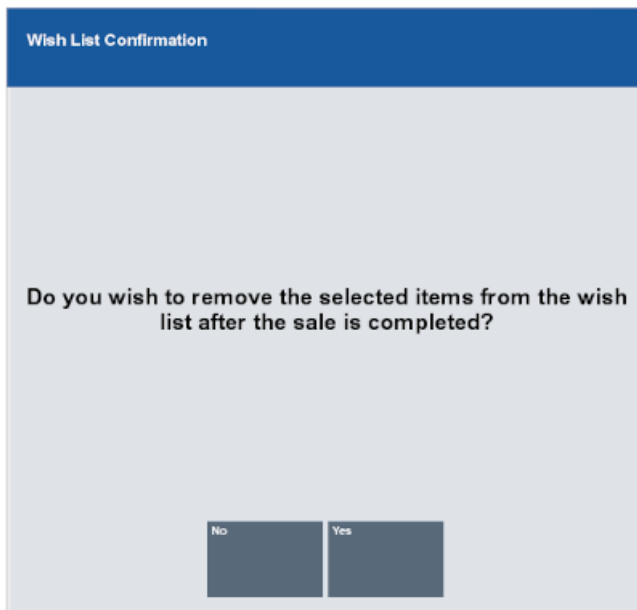 Wish List Confirmation
Do you wish to remove the selected items from the wish
list after the sale is completed?
No
Yes